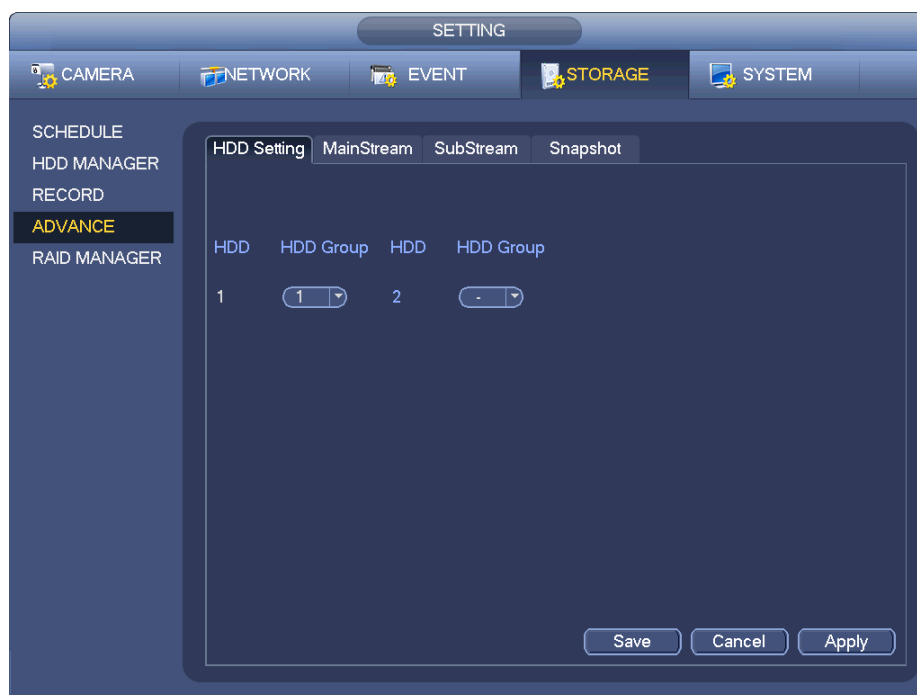 SETTING
CAMERA NETWORK EVENT STORAGE SYSTEM
SCHEDULE
HDD MANAGER
RECORD
ADVANCE
RAID MANAGER
HDD Setting MainStream SubStream Snapshot
HDD HDD Group HDD HDD Group
1 1 2 -
Save Cancel Apply